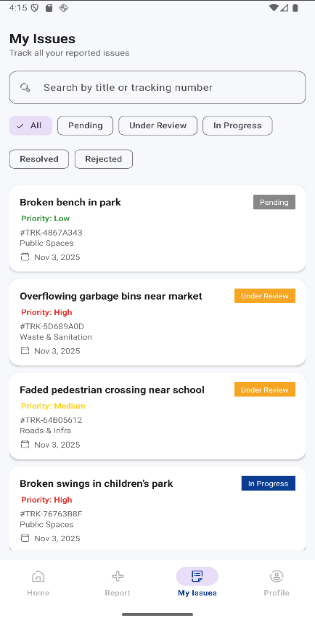 4:15
My Issues
Track all your reported issues
Search by title or tracking number
All
Pending
Under Review
In Progress
Resolved
Rejected
Broken bench in park
Pending
Priority: Low
#TRK-4867A343
Public Spaces
Nov 3, 2025
Overflowing garbage bins near market
Under Review
Priority: High
#TRK-5D689A0D
Waste & Sanitation
Nov 3, 2025
Faded pedestrian crossing near school
Under Review
Priority: Medium
#TRK-64B05612
Roads & Infra
Nov 3, 2025
Broken swings in children's park
In Progress
Priority: High
#TRK-76763B8F
Public Spaces
Nov 3, 2025
Home
Report
My Issues
Profile